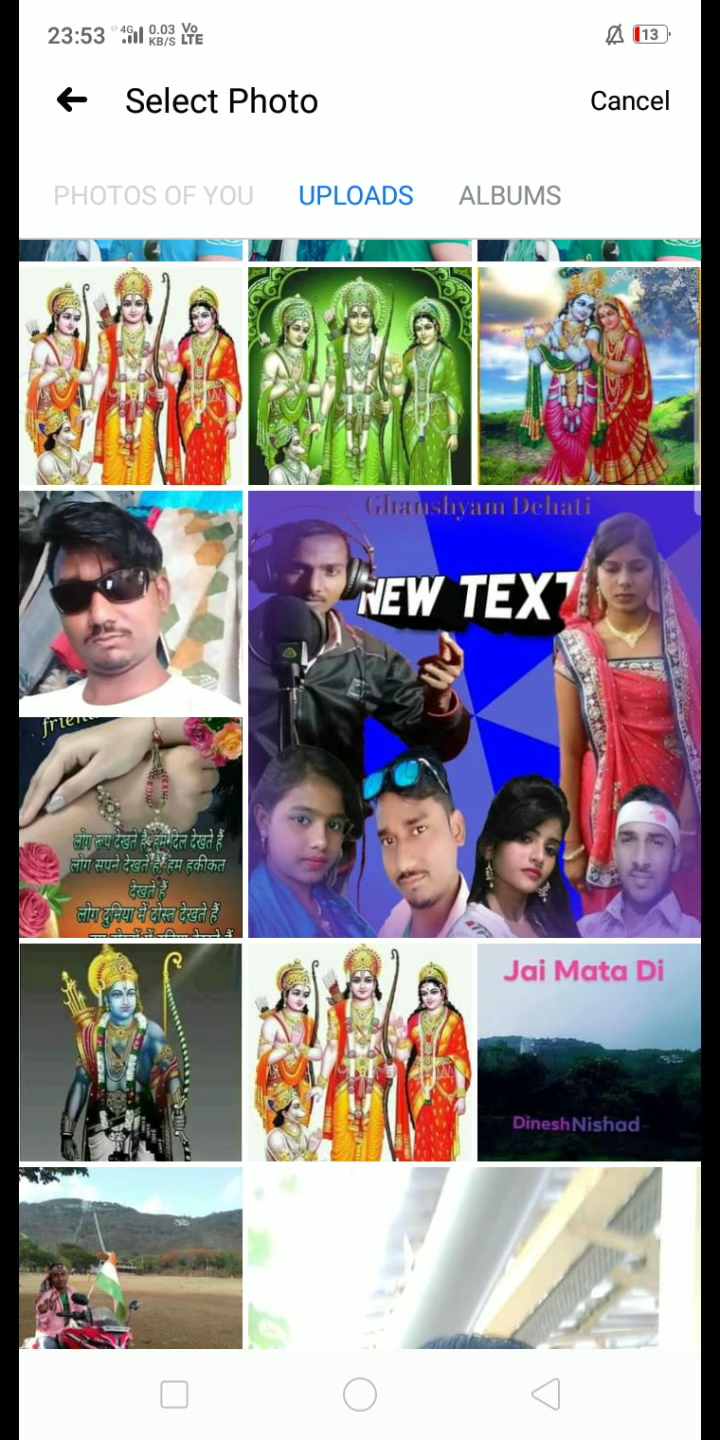 23:53 4G 0.03 KB/S Vo LTE 13
Select Photo
Cancel
PHOTOS OF YOU
UPLOADS
ALBUMS
Ghanshyam Dehati
NEW TEXT
लोग रूप देखते है, हम दिल देखते हैं
लोग सपने देखते है, हम हकीकत
देखते हैं
लोग दुनिया में दोस्त देखते हैं
Jai Mata Di
DineshNishad